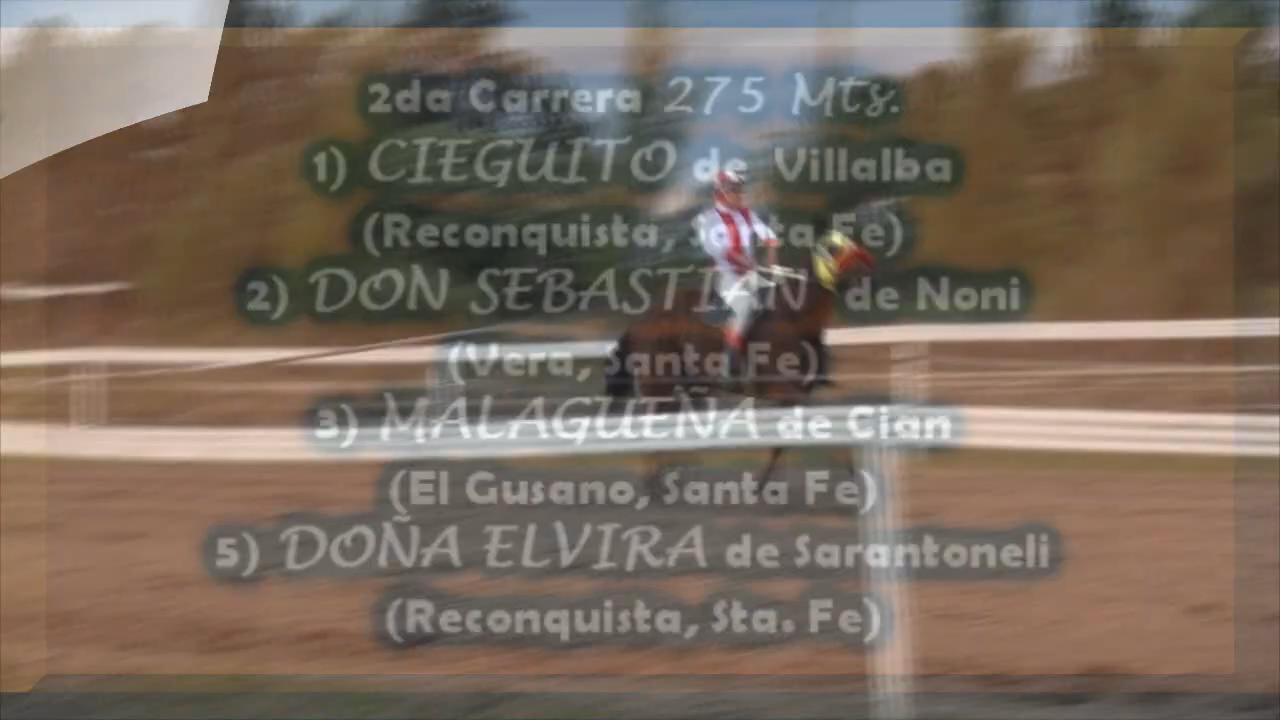 2da Carrera 275 Mts.
1) CIEGUITO de Villalba
(Reconquista, Santa Fe)
2) DON SEBASTIAN de Noni
(Vera, Santa Fe)
3) MALAGUEÑA de Cian
(El Gusano, Santa Fe)
5) DOÑA ELVIRA de Sarantoneli
(Reconquista, Sta. Fe)